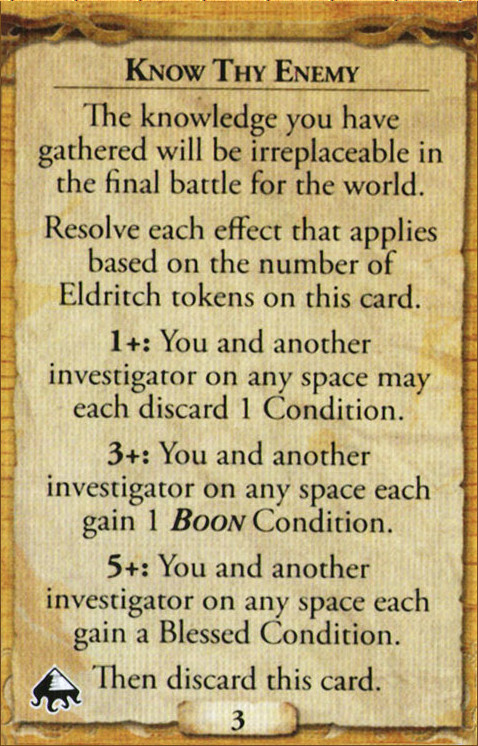 Know Thy Enemy
The knowledge you have
gathered will be irreplaceable in
the final battle for the world.
Resolve each effect that applies
based on the number of
Eldritch tokens on this card.
1+: You and another
investigator on any space may
each discard 1 Condition.
3+: You and another
investigator on any space each
gain 1 Boon Condition.
5+: You and another
investigator on any space each
gain a Blessed Condition.
Then discard this card.
3